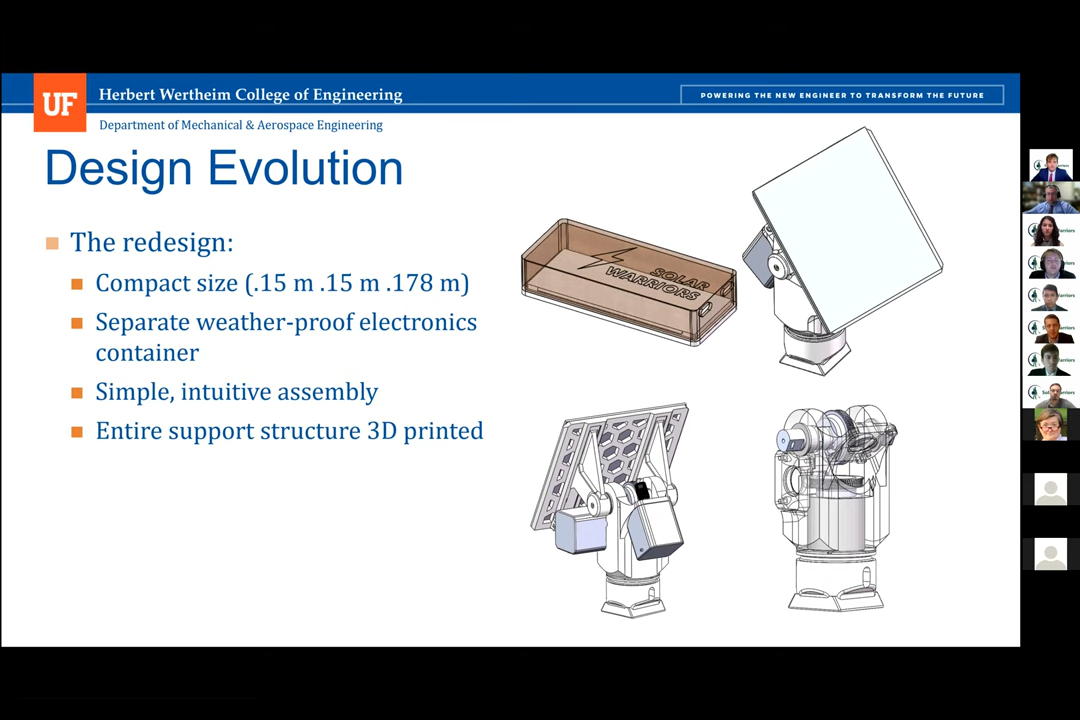 UF
Herbert Wertheim College of Engineering
POWERING THE NEW ENGINEER TO TRANSFORM THE FUTURE
Department of Mechanical & Aerospace Engineering
Design Evolution
The redesign:
Compact size (.15 m .15 m .178 m)
Separate weather-proof electronics
container
Simple, intuitive assembly
Entire support structure 3D printed
SOLAR
WARRIORS